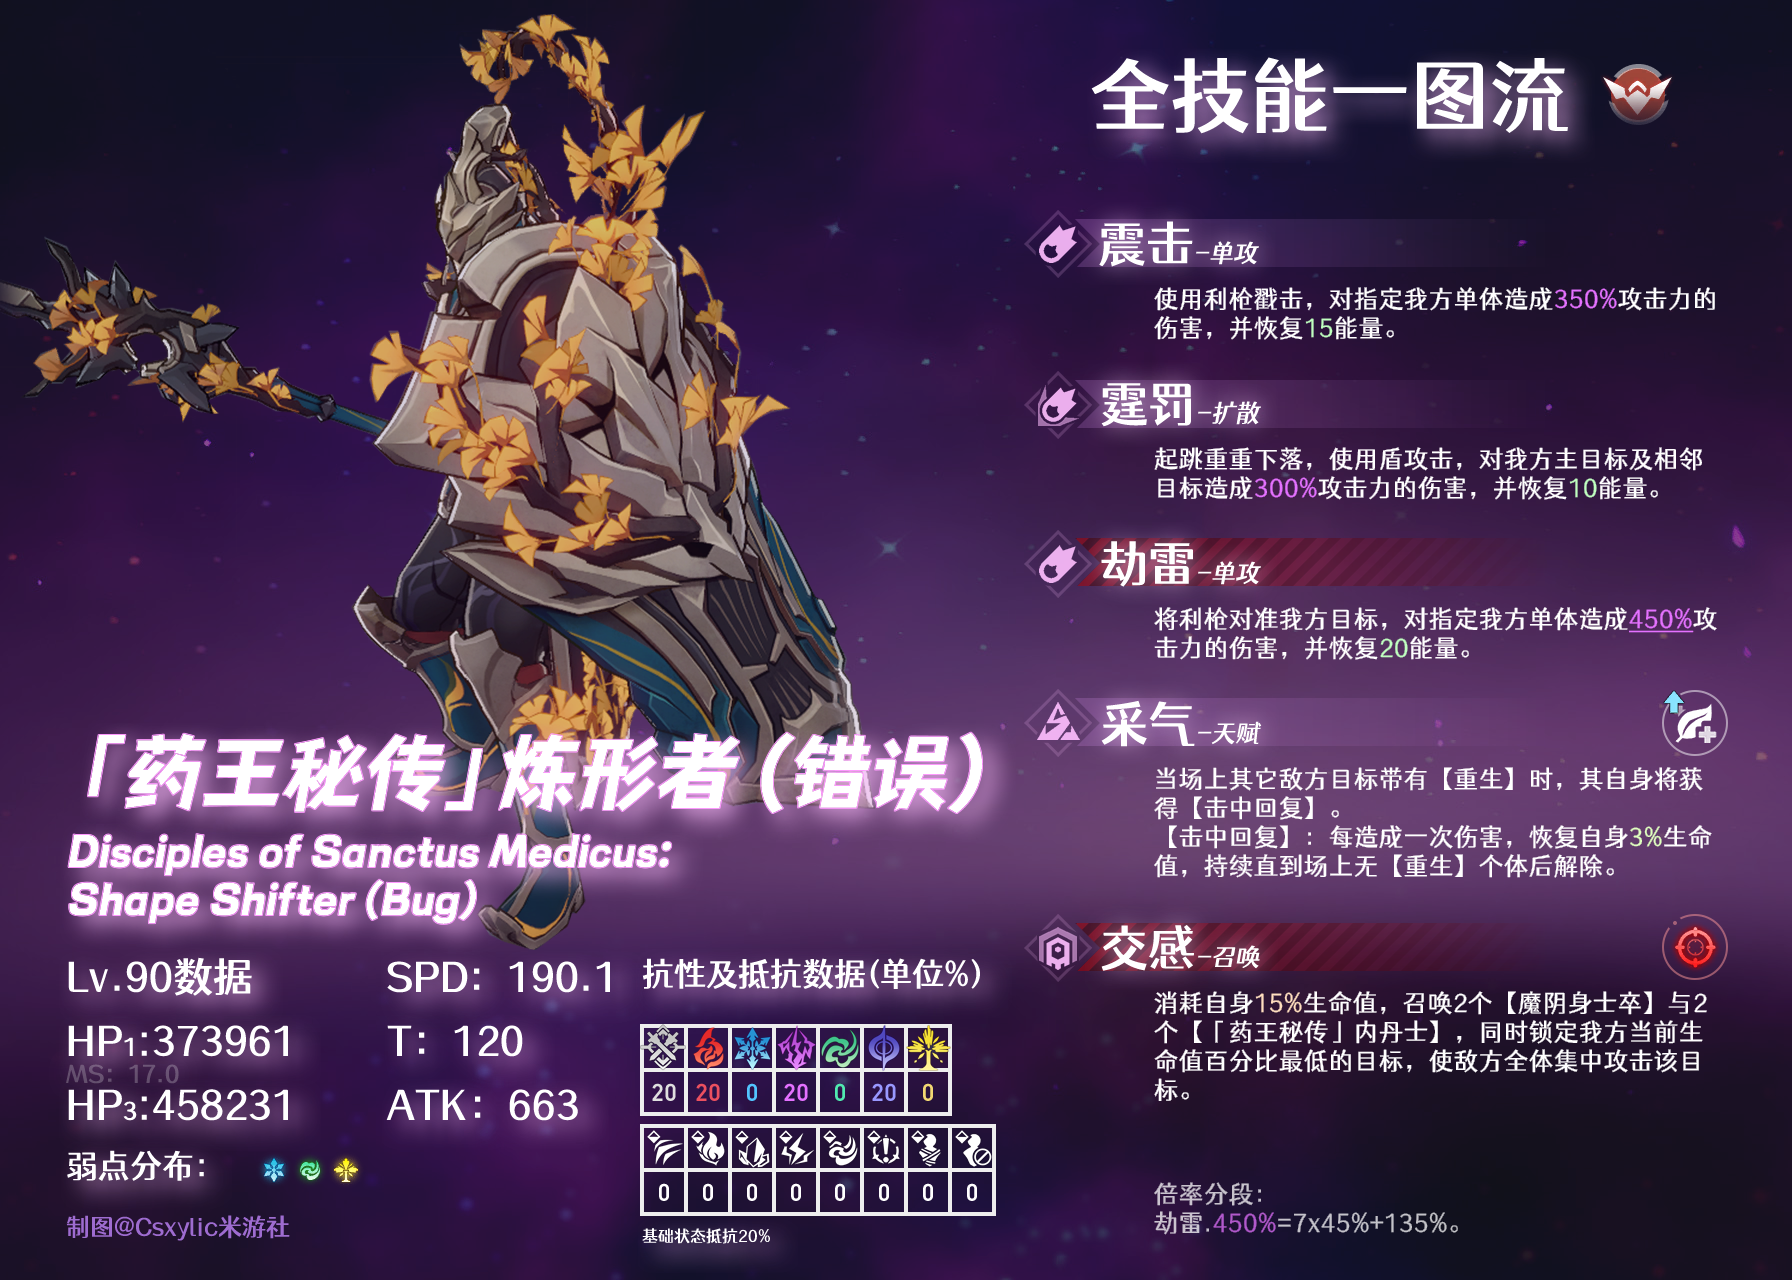 全技能一图流
震击-单攻
使用利枪戳击，对指定我方单体造成350%攻击力的
伤害，并恢复15能量。
霆罚-扩散
起跳重重下落，使用盾攻击，对我方主目标及相邻
目标造成300%攻击力的伤害，并恢复10能量。
劫雷-单攻
将利枪对准我方目标，对指定我方单体造成450%攻
击力的伤害，并恢复20能量。
采气-天赋
当场上其它敌方目标带有【重生】时，其自身将获
得【击中回复】。
【击中回复】：每造成一次伤害，恢复自身3%生命
值，持续直到场上无【重生】个体后解除。
交感-召唤
消耗自身15%生命值，召唤2个【魔阴身士卒】与2
个【「药王秘传」内丹士】，同时锁定我方当前生
命值百分比最低的目标，使敌方全体集中攻击该目
标。
倍率分段：
劫雷.450%=7x45%+135%。
「药王秘传」炼形者（错误）
Disciples of Sanctus Medicus:
Shape Shifter (Bug)
Lv.90数据
SPD: 190.1
HP1:373961
T: 120
MS: 17.0
HP3:458231
ATK: 663
弱点分布：
制图@Csxylic米游社
抗性及抵抗数据(单位%)
20 20 0 20 0 20 0
0 0 0 0 0 0 0 0
基础状态抵抗20%